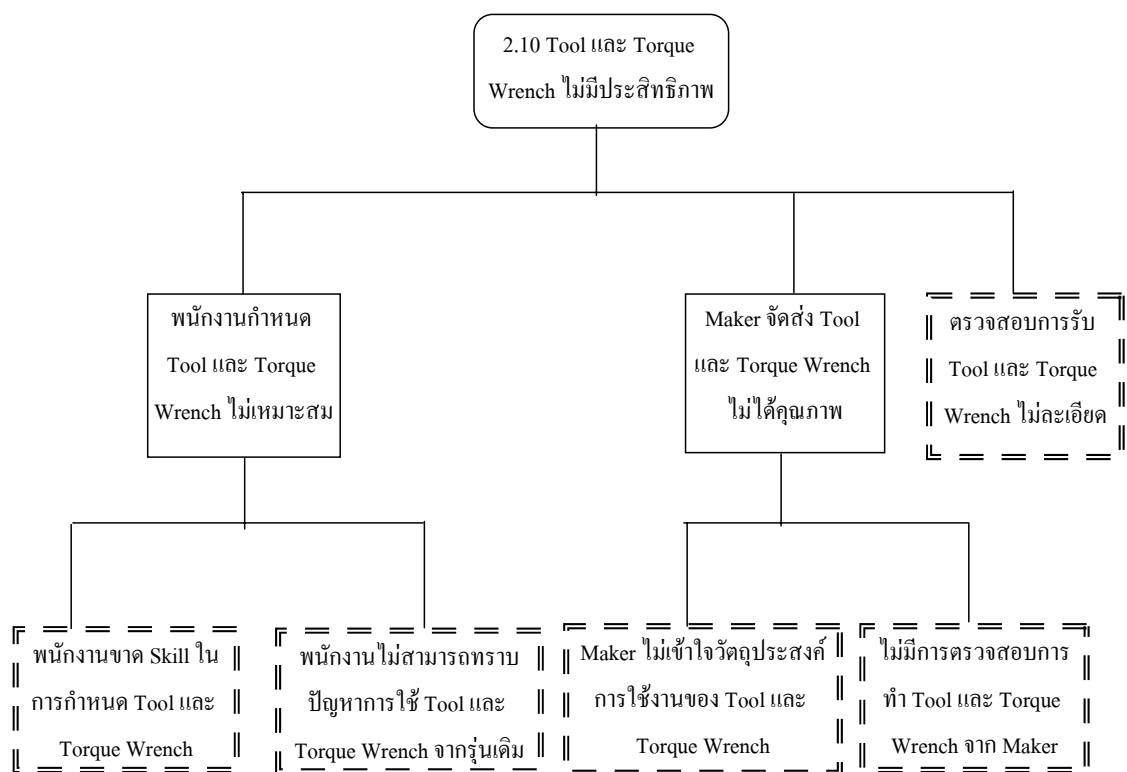 2.10 Tool และ Torque
Wrench ไม่มีประสิทธิภาพ
พนักงานกำหนด
Tool และ Torque
Wrench ไม่เหมาะสม
Maker จัดส่ง Tool
และ Torque Wrench
ไม่ได้คุณภาพ
ตรวจสอบการรับ
Tool และ Torque
Wrench ไม่ละเอียด
พนักงานขาด Skill ใน
การกำหนด Tool และ
Torque Wrench
พนักงานไม่สามารถทราบ
ปัญหาการใช้ Tool และ
Torque Wrench จากรุ่นเดิม
Maker ไม่เข้าใจวัตถุประสงค์
การใช้งานของ Tool และ
Torque Wrench
ไม่มีการตรวจสอบการ
ทำ Tool และ Torque
Wrench จาก Maker